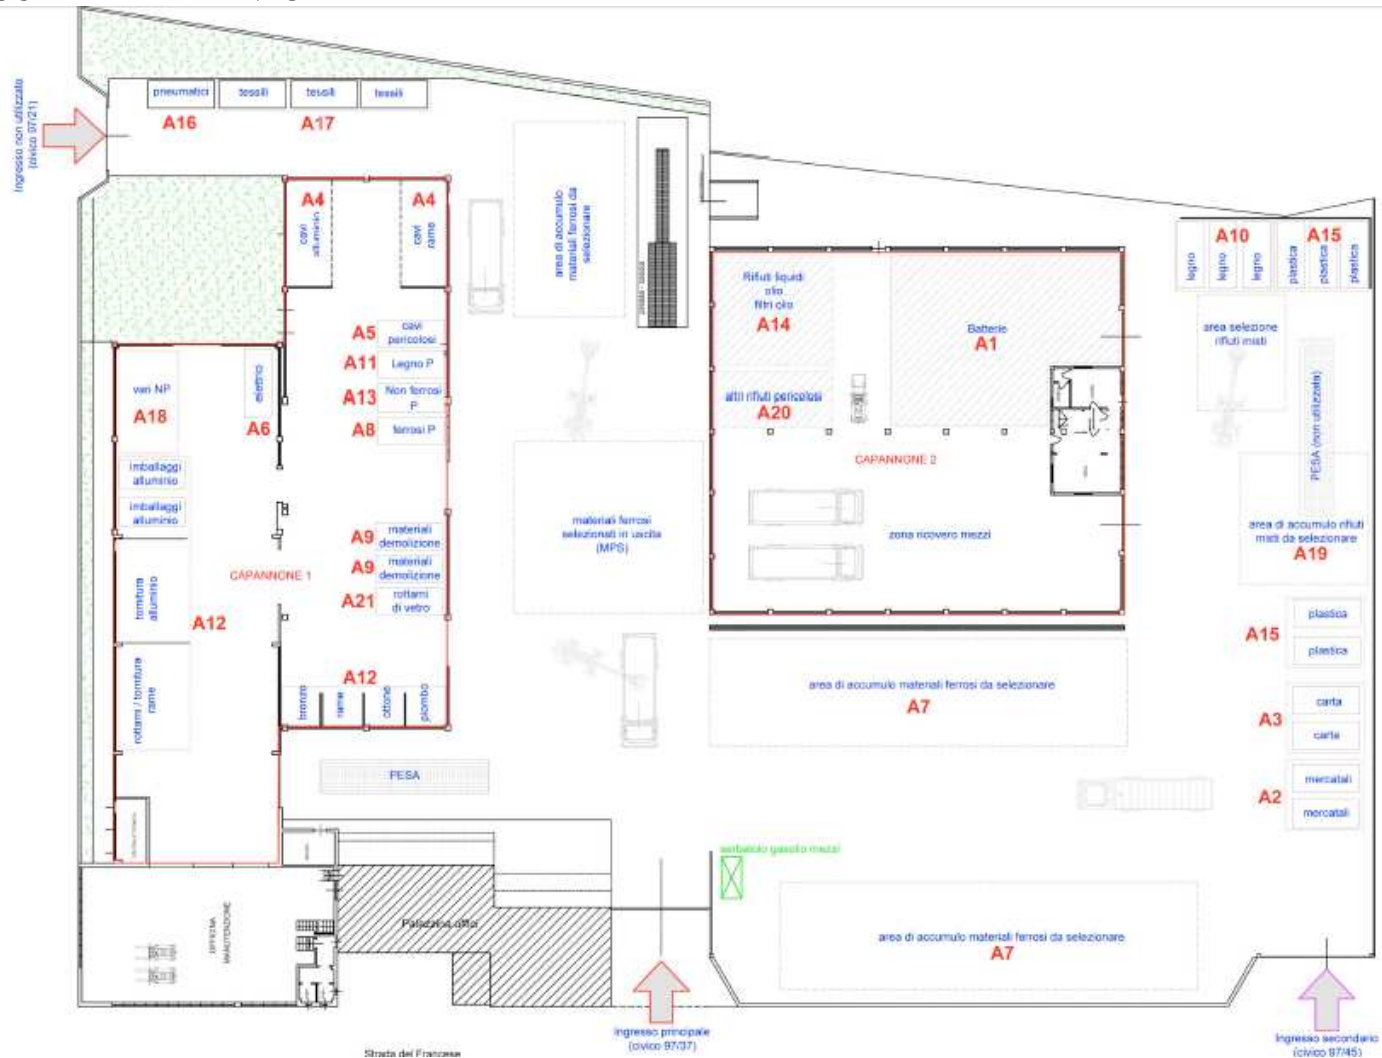 Ingresso non utilizzato
(civico 97/21)
pneumatici
tessili
tessili
tessili
A16
A17
A4
cavi
alluminio
A4
cavi
rame
area di accumulo
materiali ferrosi da
selezionare
A10
A15
legno
legno
legno
plastica
plastica
plastica
Rifiuti liquidi
olio
filtri olio
A14
Batterie
A1
area selezione
rifiuti misti
A5
cavi
pericolosi
A11
Legno P
A13
Non ferrosi
P
A8
ferrosi P
vari NP
A18
elettrico
A6
altri rifiuti pericolosi
A20
PESA (non utilizzata)
CAPANNONE 2
imballaggi
alluminio
imballaggi
alluminio
materiali ferrosi
selezionati in uscita
(MPS)
zona ricovero mezzi
area di accumulo rifiuti
misti da selezionare
A19
A9
materiali
demolizione
A9
materiali
demolizione
A21
rottami
di vetro
CAPANNONE 1
tornitura
alluminio
A12
rottami / tornitura
rame
A12
bronzo
rame
ottone
piombo
A15
plastica
plastica
area di accumulo materiali ferrosi da selezionare
A7
A3
carta
carta
PESA
A2
mercatali
mercatali
serbatoio gasolio mezzi
OFFICINA
MANUTENZIONE
Palazzina uffici
area di accumulo materiali ferrosi da selezionare
A7
Ingresso principale
(civico 97/37)
Ingresso secondario
(civico 97/45)
Strada del Francese